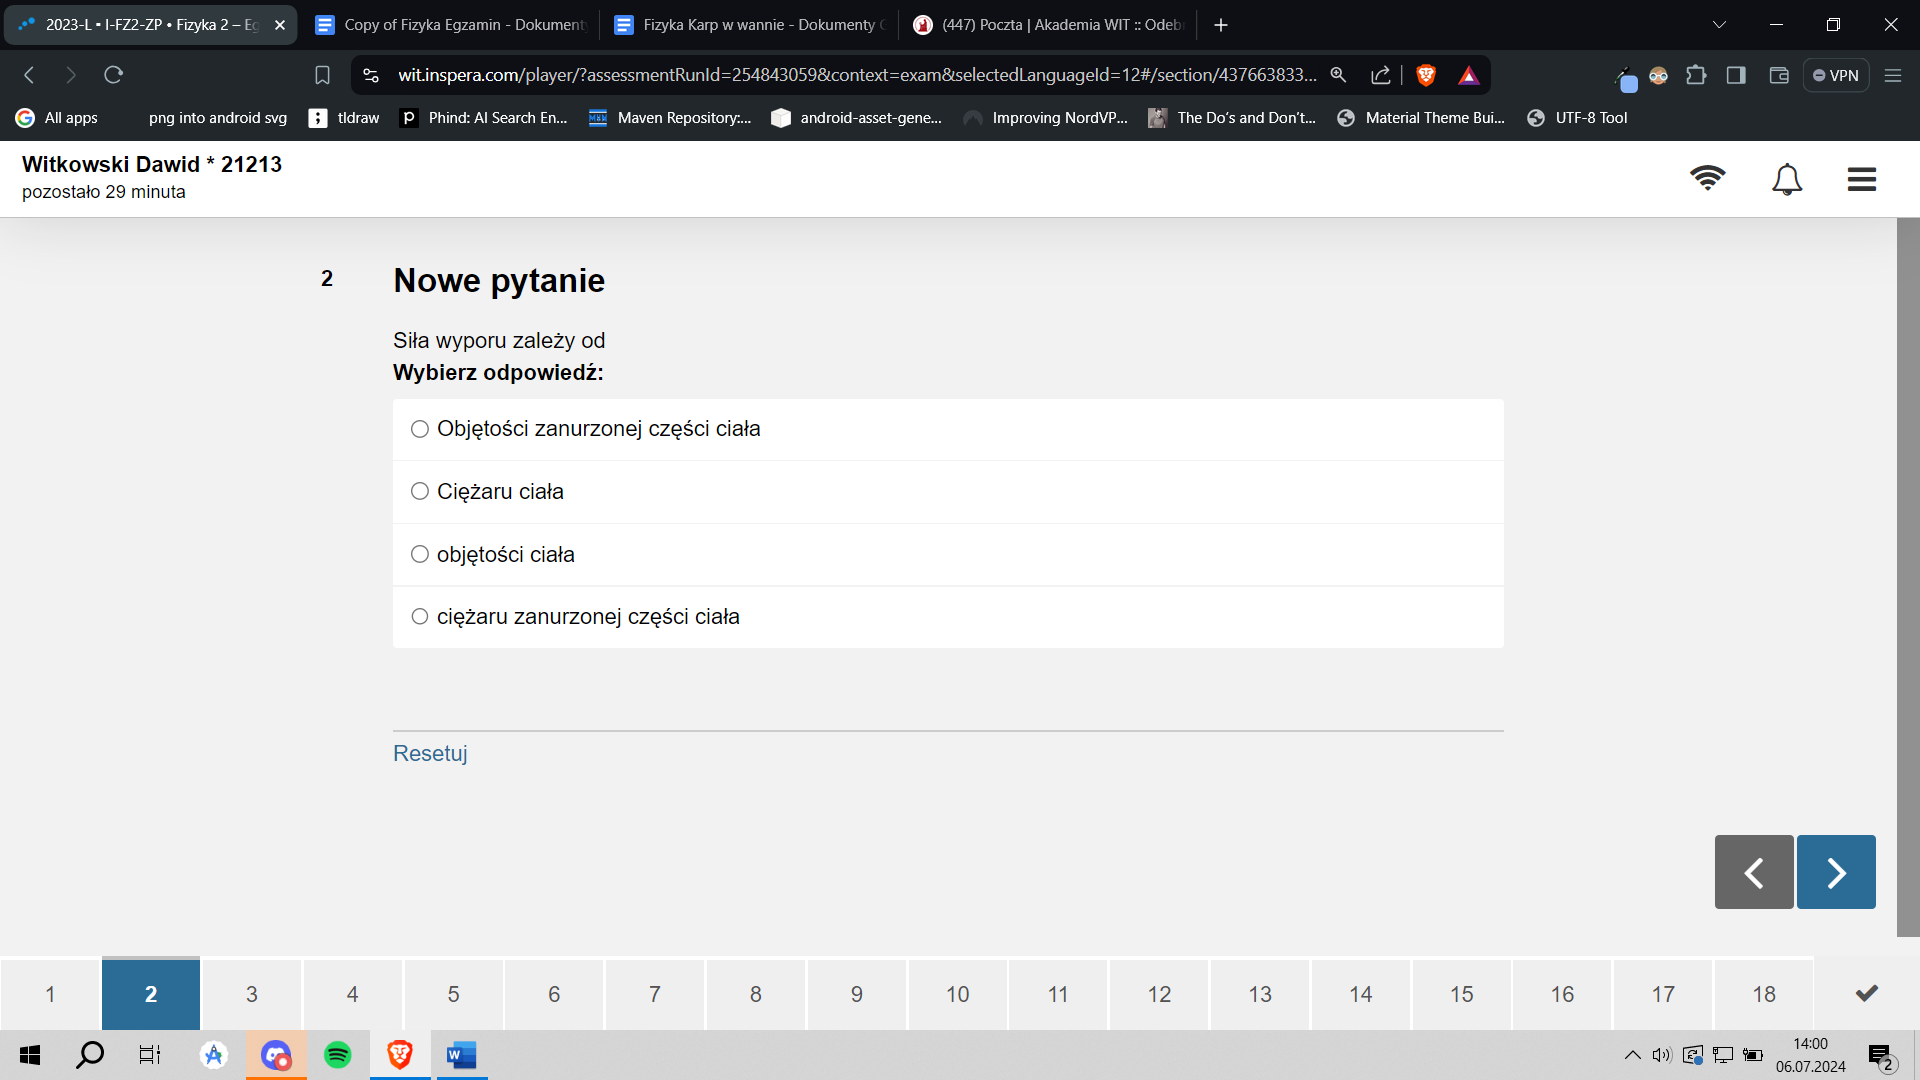 2023-L • I-FZ2-ZP • Fizyka 2 – Eg
Copy of Fizyka Egzamin - Dokument
Fizyka Karp w wannie - Dokumenty
(447) Poczta | Akademia WIT :: Odeb
wit.inspera.com/player/?assessmentRunId=254843059&context=exam&selectedLanguageId=12#/section/437663833...
VPN
All apps
png into android svg
tldraw
Phind: AI Search En...
Maven Repository:...
android-asset-gene...
Improving NordVP...
The Do's and Don't...
Material Theme Bui...
UTF-8 Tool
Witkowski Dawid * 21213
pozostało 29 minuta
2
Nowe pytanie
Siła wyporu zależy od
Wybierz odpowiedź:
Objętości zanurzonej części ciała
Ciężaru ciała
objętości ciała
ciężaru zanurzonej części ciała
Resetuj
1 2 3 4 5 6 7 8 9 10 11 12 13 14 15 16 17 18
14:00
06.07.2024
2